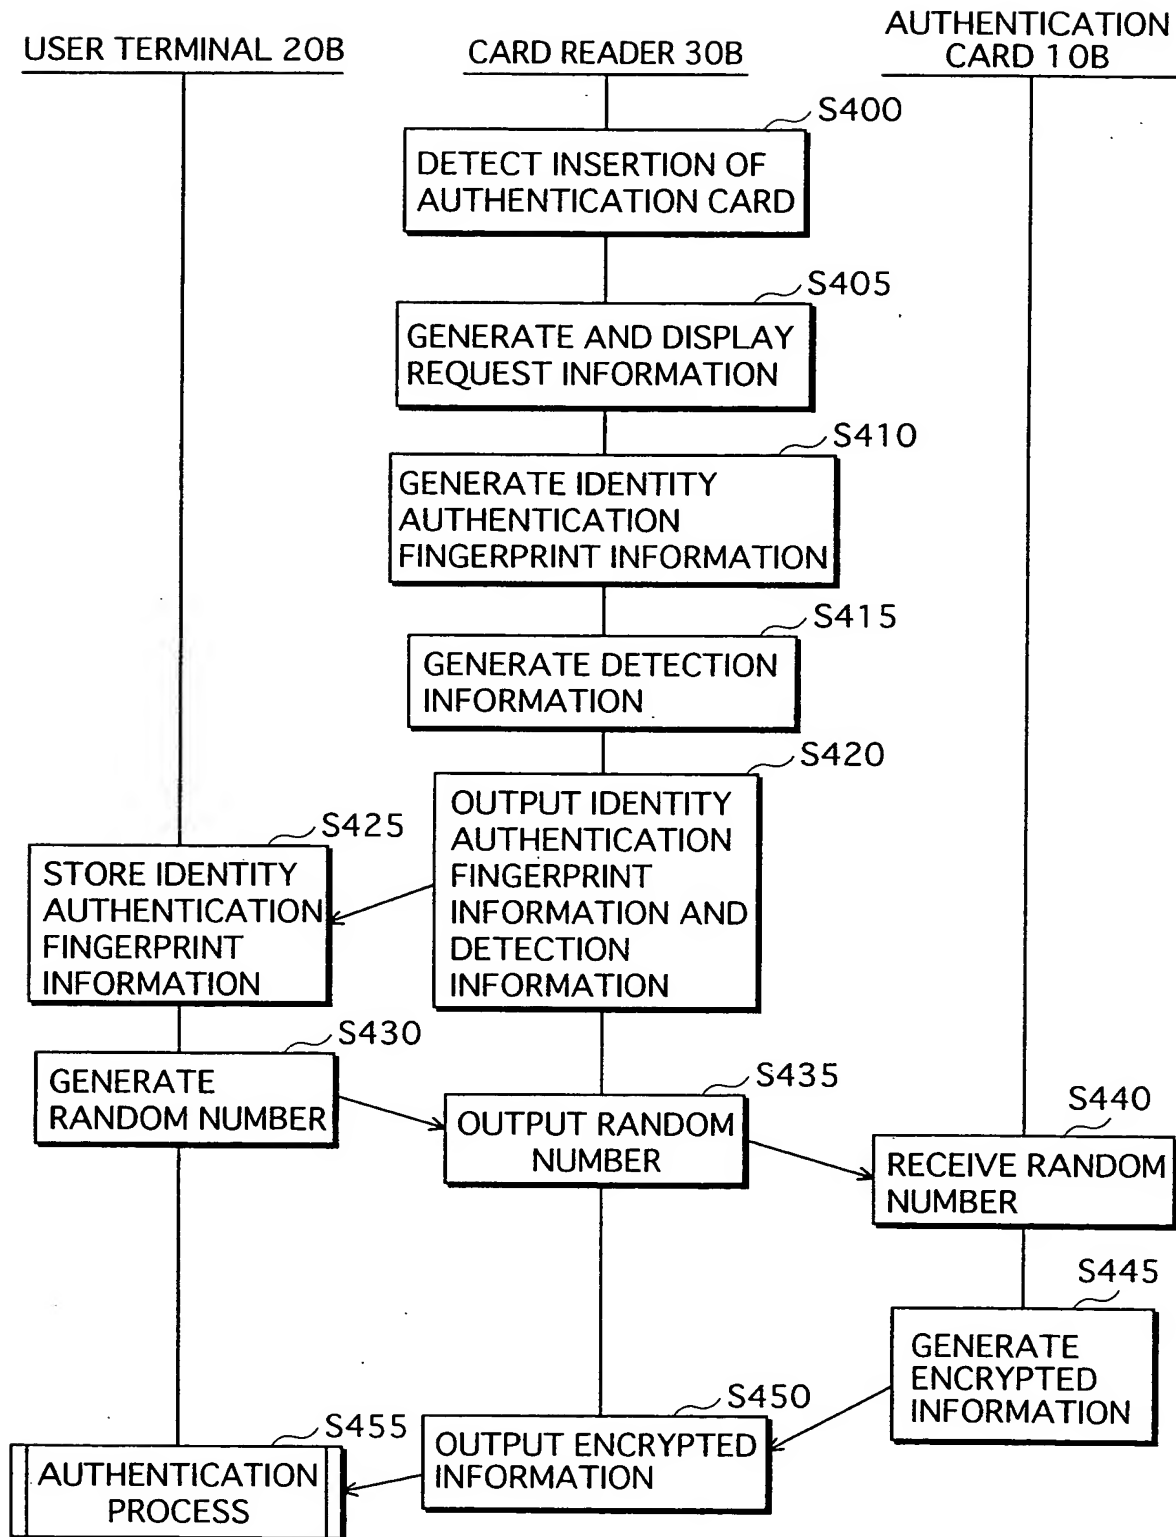 USER TERMINAL 20B
CARD READER 30B
AUTHENTICATION
CARD 10B
S400
DETECT INSERTION OF
AUTHENTICATION CARD
S405
GENERATE AND DISPLAY
REQUEST INFORMATION
S410
GENERATE IDENTITY
AUTHENTICATION
FINGERPRINT INFORMATION
S415
GENERATE DETECTION
INFORMATION
S420
OUTPUT IDENTITY
AUTHENTICATION
FINGERPRINT
INFORMATION AND
DETECTION
INFORMATION
S425
STORE IDENTITY
AUTHENTICATION
FINGERPRINT
INFORMATION
S430
GENERATE
RANDOM NUMBER
S435
OUTPUT RANDOM
NUMBER
S440
RECEIVE RANDOM
NUMBER
S445
GENERATE
ENCRYPTED
INFORMATION
S450
OUTPUT ENCRYPTED
INFORMATION
S455
AUTHENTICATION
PROCESS